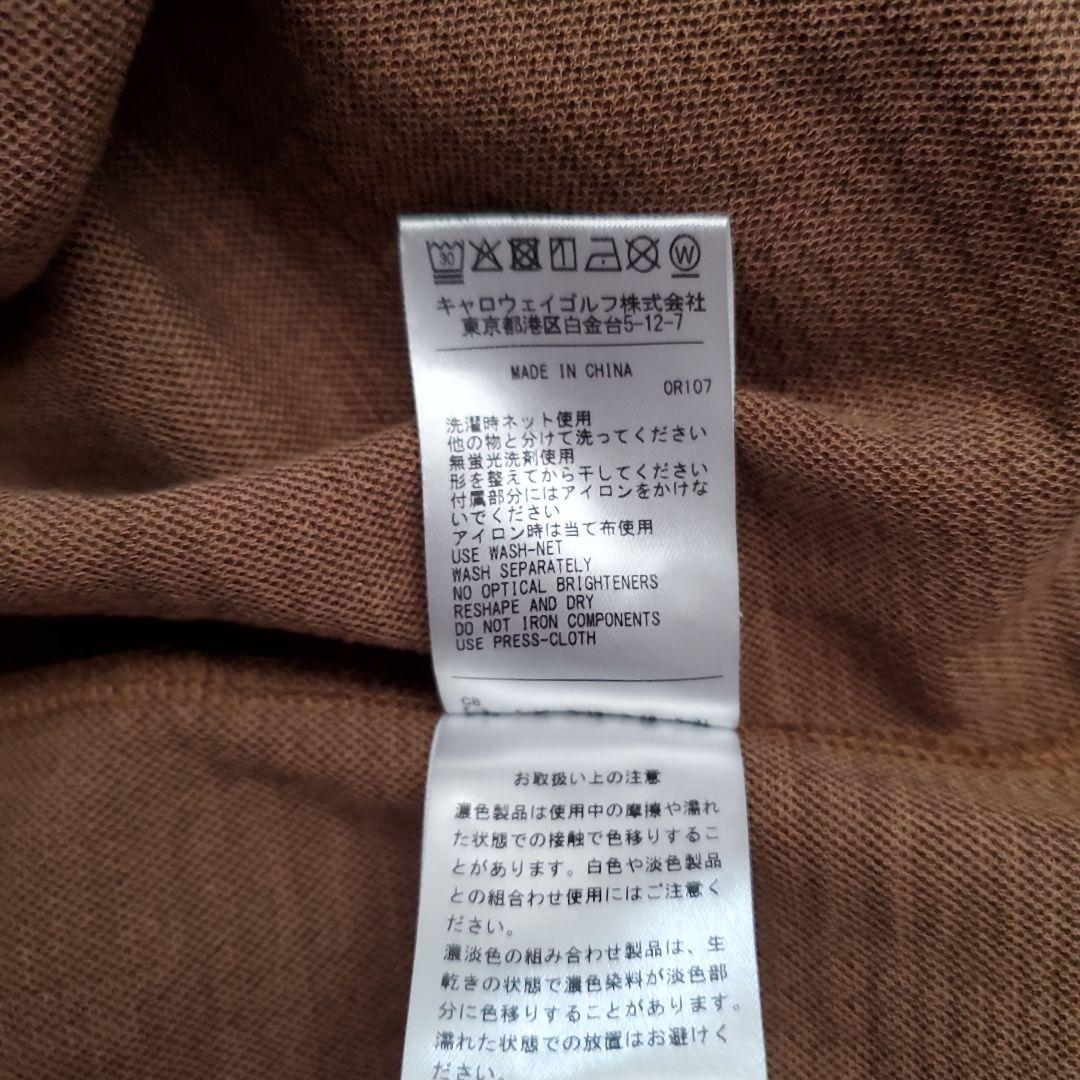 30
W
キャロウェイゴルフ株式会社
東京都港区白金台5-12-7
MADE IN CHINA
OR107
洗濯時ネット使用
他の物と分けて洗ってください
無蛍光洗剤使用
形を整えてから干してください
付属部分にはアイロンをかけな
いでください
アイロン時は当て布使用
USE WASH-NET
WASH SEPARATELY
NO OPTICAL BRIGHTENERS
RESHAPE AND DRY
DO NOT IRON COMPONENTS
USE PRESS-CLOTH
CB
お取扱い上の注意
濃色製品は使用中の摩擦や濡れ
た状態での接触で色移りするこ
とがあります。白色や淡色製品
との組合わせ使用にはご注意く
ださい。
濃淡色の組み合わせ製品は、生
乾きの状態で濃色染料が淡色部
分に色移りすることがあります。
濡れた状態での放置はお避けく
ださい。